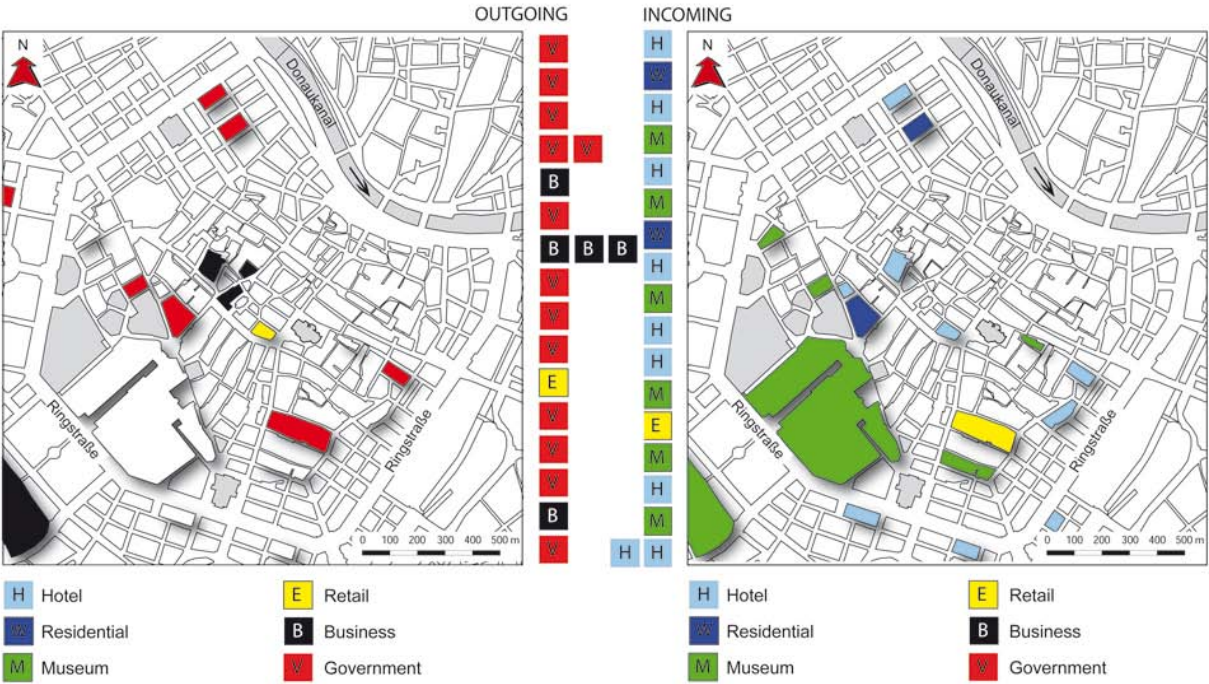 OUTGOING
INCOMING
N
Donaukanal
Ringstraße
Ringstraße
0 100 200 300 400 500 m
V
V
V
V V
B
V
B B B
V
V
V
E
V
V
V
B
V
H
W
H
M
H
M
W
H
M
H
H
M
E
M
H
M
H H
N
Donaukanal
Ringstraße
Ringstraße
0 100 200 300 400 500 m
H Hotel
W Residential
M Museum
E Retail
B Business
V Government
H Hotel
W Residential
M Museum
E Retail
B Business
V Government